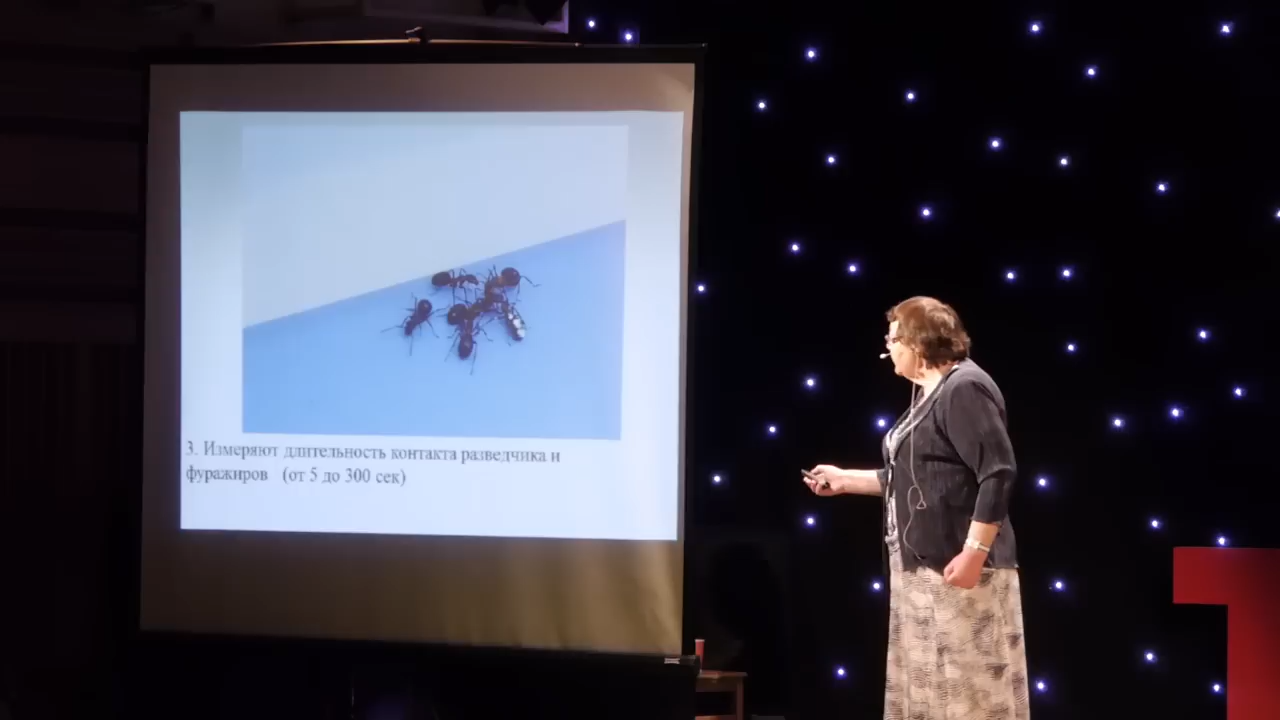 3. Измеряют длительность контакта разведчика и
фуражиров (от 5 до 300 сек)
T